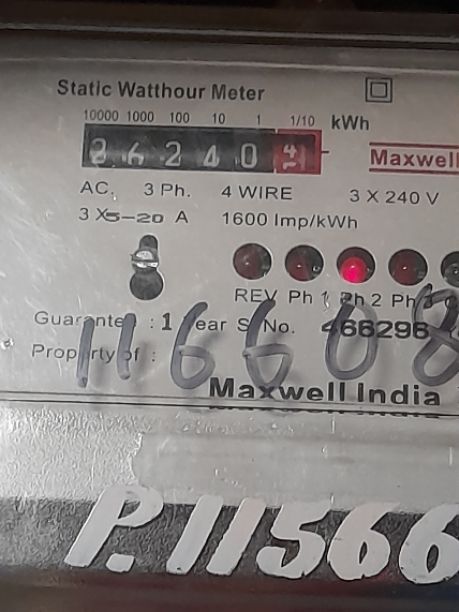 Static Watthour Meter
10000 1000 100 10 1 1/10 kWh
2 6 2 4 0
Maxwell
AC. 3 Ph. 4 WIRE 3 X 240 V
3 X5-20 A 1600 Imp/kWh
REV Ph 1 Ph 2 Ph 3
Guarantee : 1 Year S No. 466296
Property of :
116608
Maxwell India
P.11566